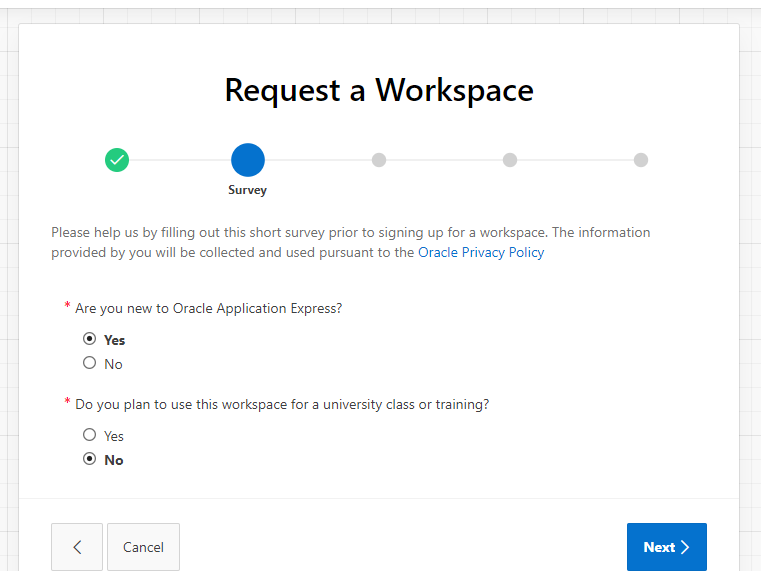 Request a Workspace
Survey
Please help us by filling out this short survey prior to signing up for a workspace. The information
provided by you will be collected and used pursuant to the Oracle Privacy Policy
* Are you new to Oracle Application Express?
Yes
No
* Do you plan to use this workspace for a university class or training?
Yes
No
Cancel
Next